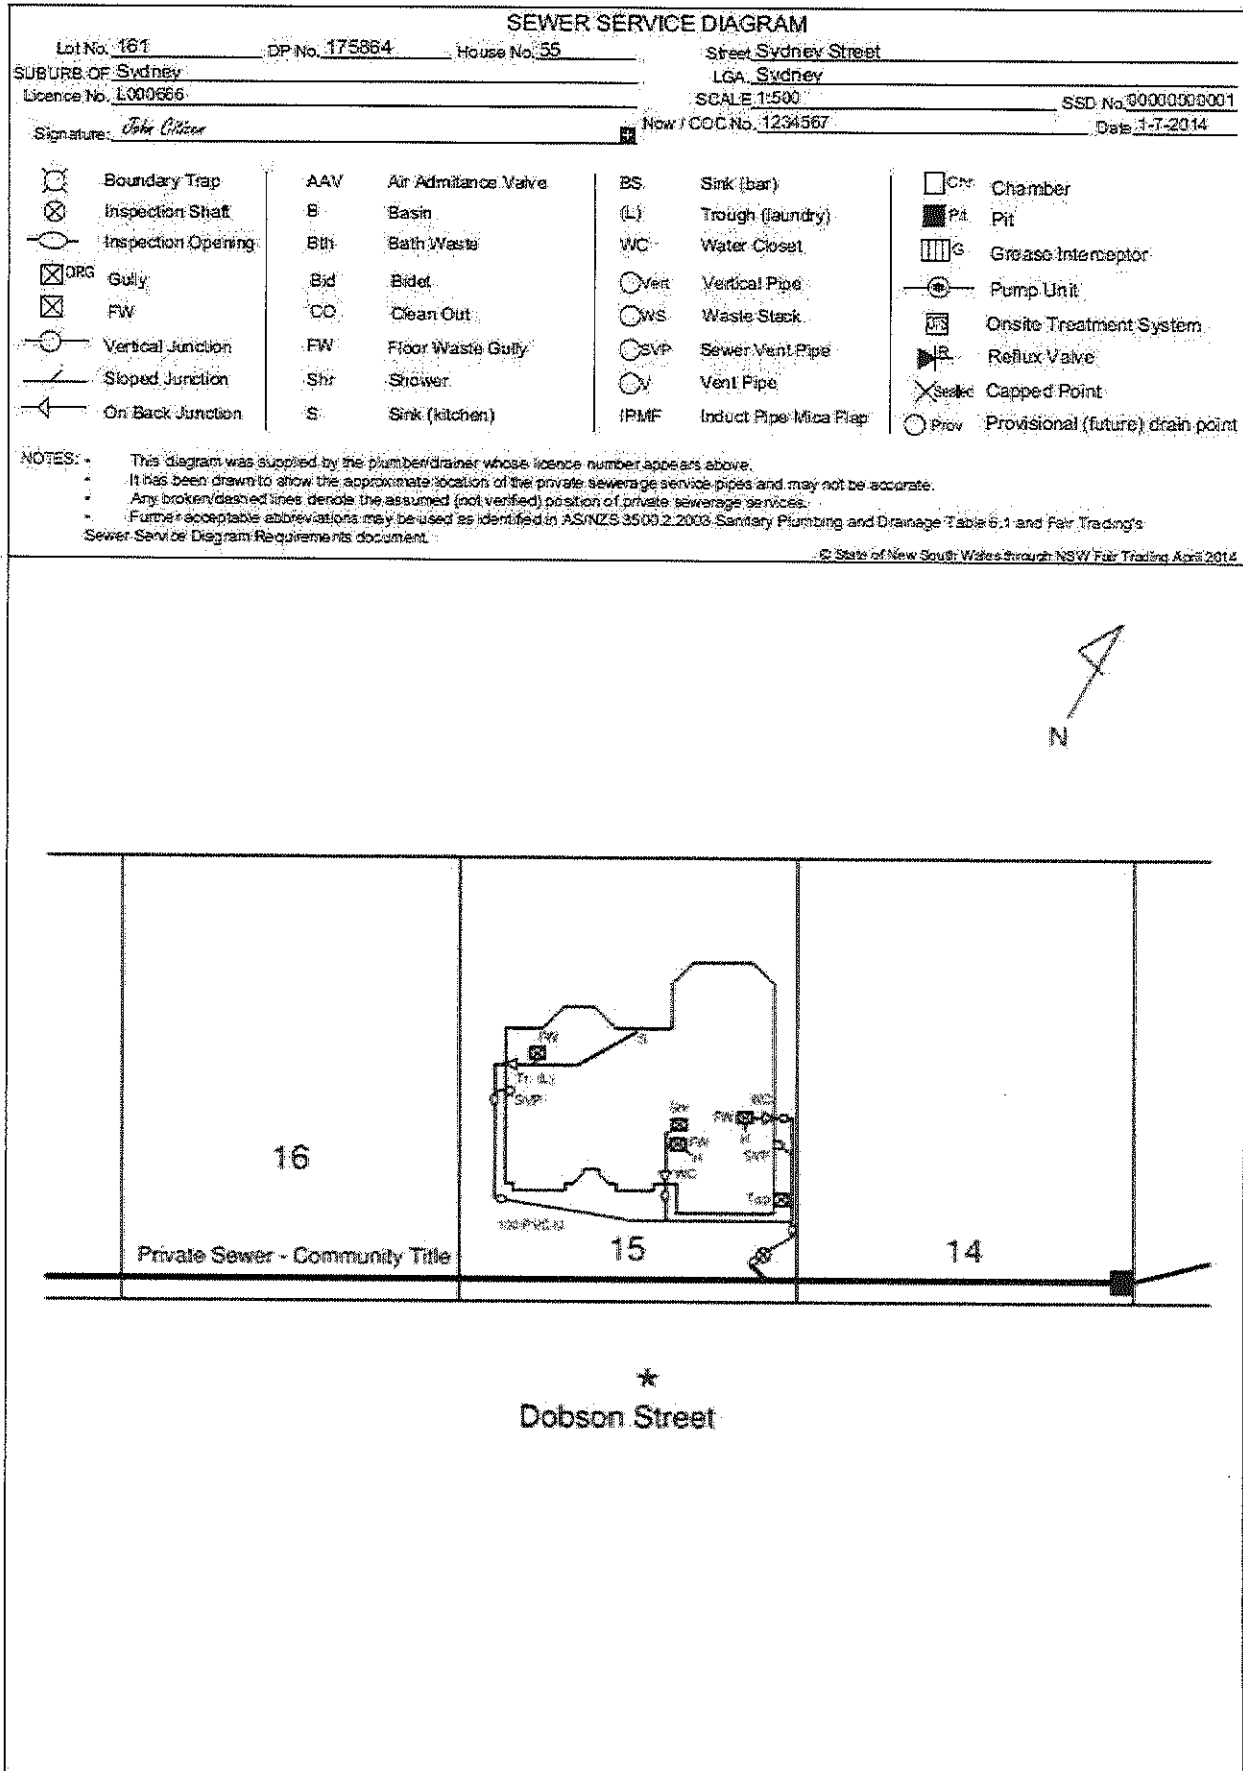 SEWER SERVICE DIAGRAM
Lot No. 161 DP No. 175864 House No. 55 Street Sydney Street
SUBURB OF Sydney LGA Sydney
Licence No. L000666 SCALE 1:500 SSD No. 00000000001
Signature: John Citizen Now / COC No. 1234567 Date 1-7-2014
Boundary Trap AAV Air Admitance Valve BS Sink (bar) Chr Chamber
Inspection Shaft B Basin (L) Trough (laundry) Pit Pit
Inspection Opening Bth Bath Waste WC Water Closet G Grease Interceptor
ORG Gully Bid Bidet Vert Vertical Pipe Pump Unit
FW CO Clean Out WS Waste Stack OTS Onsite Treatment System
Vertical Junction FW Floor Waste Gully SVP Sewer Vent Pipe R Reflux Valve
Sloped Junction Shr Shower V Vent Pipe Sealed Capped Point
On Back Junction S Sink (kitchen) IPMF Induct Pipe Mica Flap Prov Provisional (future) drain point
NOTES: • This diagram was supplied by the plumber/drainer whose licence number appears above.
• It has been drawn to show the approximate location of the private sewerage service pipes and may not be accurate.
• Any broken/dashed lines denote the assumed (not verified) position of private sewerage services.
• Further acceptable abbreviations may be used as identified in AS/NZS 3500.2:2003 Sanitary Plumbing and Drainage Table 6.1 and Fair Trading's
Sewer Service Diagram Requirements document.
© State of New South Wales through NSW Fair Trading April 2014
N
FW
S
Tr. (L)
SVP
Shr FW WC
FW
SVP
WC
Tap
16
100 PVC-U
15
14
Private Sewer - Community Title
*
Dobson Street